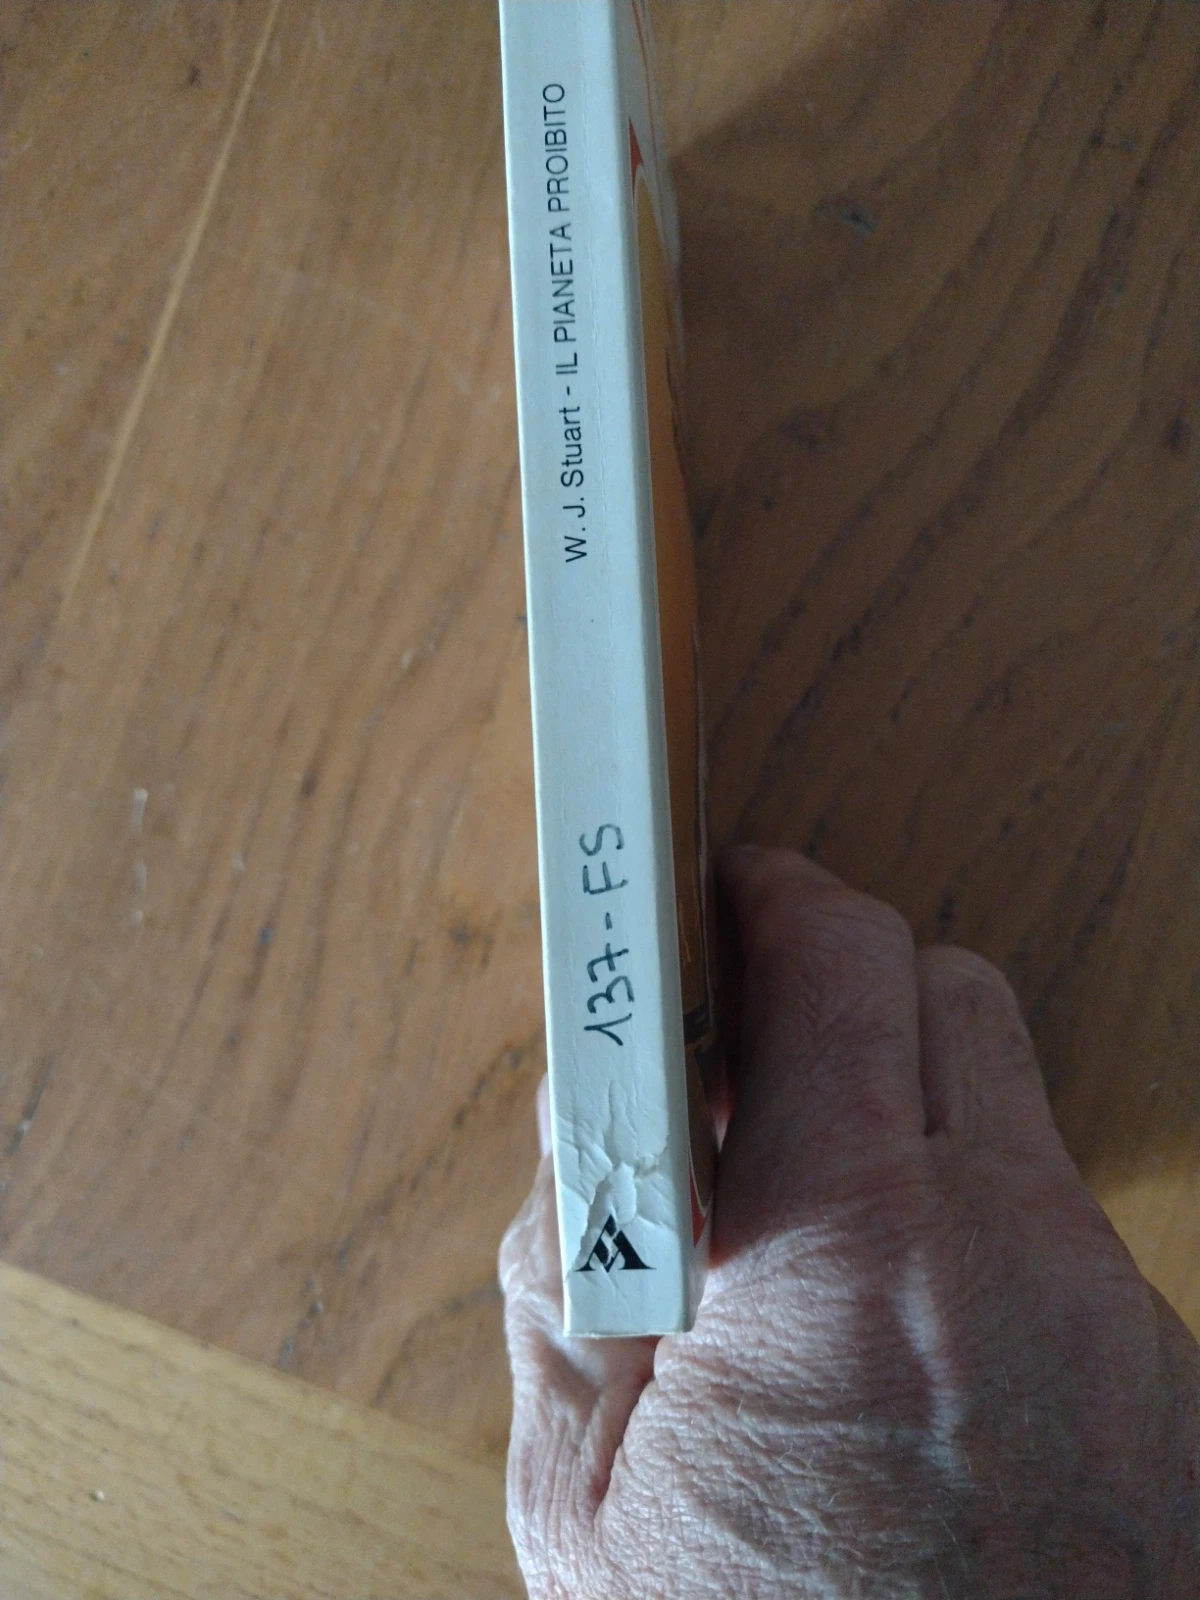 W. J. Stuart - IL PIANETA PROIBITO
137-FS